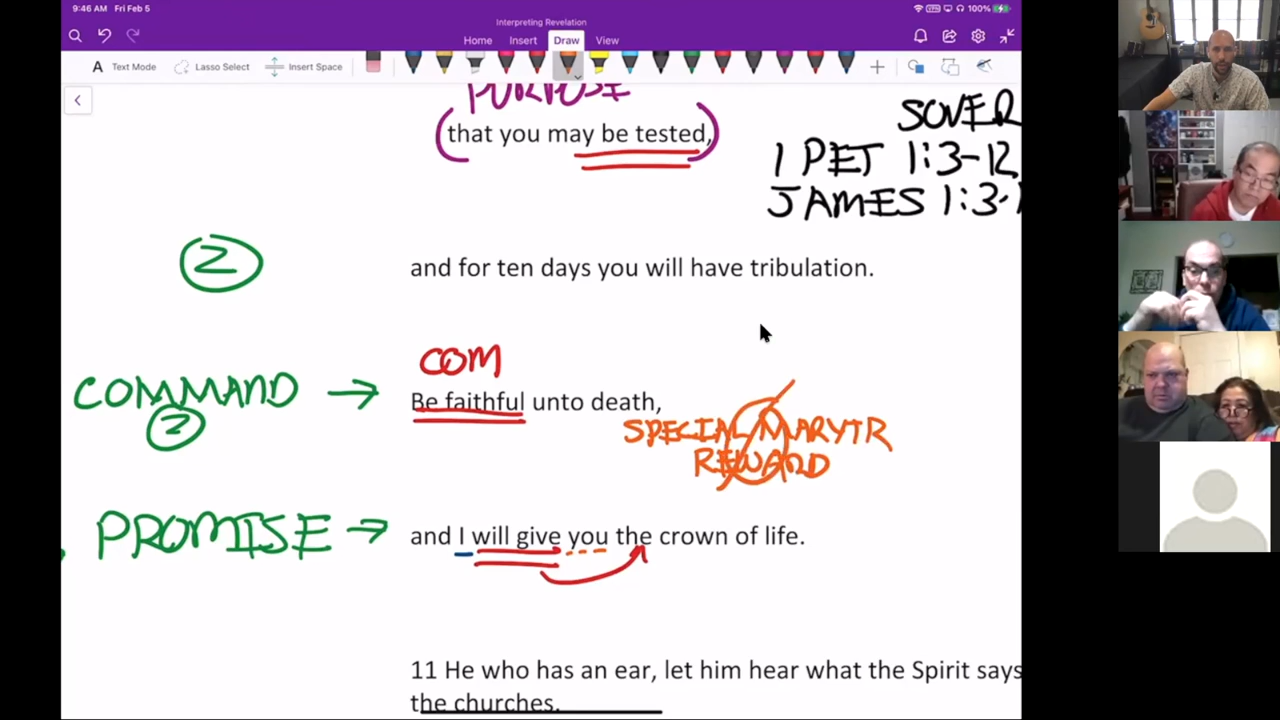 9:46 AM Fri Feb 5
100%
Interpreting Revelation
Home Insert Draw View
A Text Mode Lasso Select Insert Space
PURPOSE
that you may be tested,
SOVER
1 PET 1:3-12
JAMES 1:3-1
2
and for ten days you will have tribulation.
COM
COMMAND → Be faithful unto death,
2
SPECIAL MARYTR
REWARD
PROMISE → and I will give you the crown of life.
11 He who has an ear, let him hear what the Spirit says
the churches.